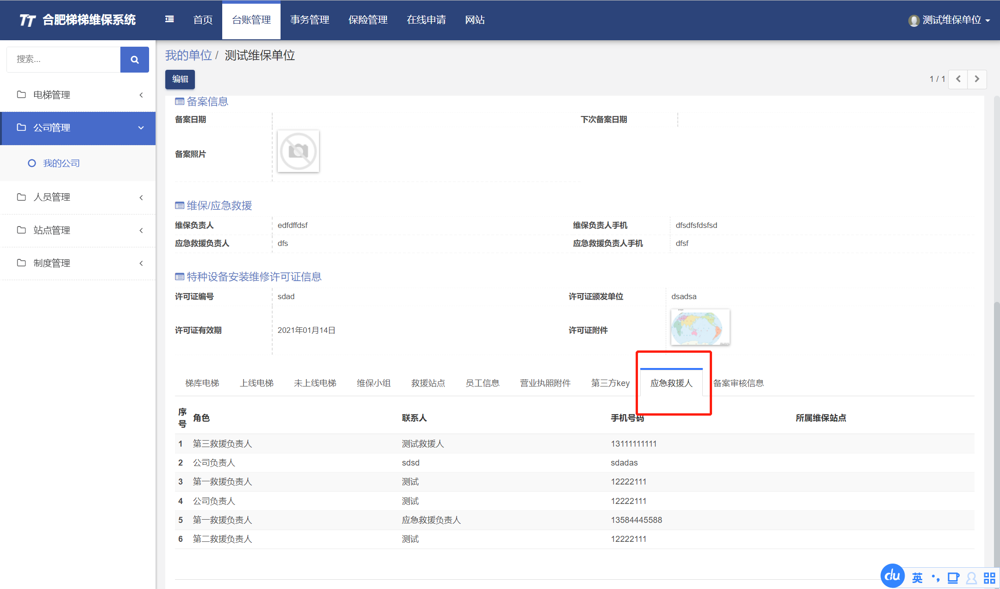 TT 合肥梯梯维保系统
首页
台账管理
事务管理
保险管理
在线申请
网站
测试维保单位
搜索...
电梯管理
公司管理
我的公司
人员管理
站点管理
制度管理
我的单位 / 测试维保单位
编辑
1 / 1
备案信息
备案日期
下次备案日期
备案照片
维保/应急救援
维保负责人 edfdffdsf 维保负责人手机 dfsdfsfdsfsd
应急救援负责人 dfs 应急救援负责人手机 dfsf
特种设备安装维修许可证信息
许可证编号 sdad 许可证颁发单位 dsadsa
许可证有效期 2021年01月14日 许可证附件
梯库电梯 上线电梯 未上线电梯 维保小组 救援站点 员工信息 营业执照附件 第三方key 应急救援人 备案审核信息
序号 角色 联系人 手机号码 所属维保站点
1 第三救援负责人 测试救援人 13111111111
2 公司负责人 sdsd sdadas
3 第一救援负责人 测试 12222111
4 公司负责人 测试 12222111
5 第一救援负责人 应急救援负责人 13584445588
6 第二救援负责人 测试 12222111
du 英